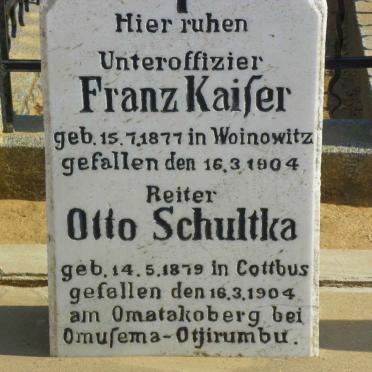 Hier ruhen
Unteroffizier
Franz Kaiſer
geb. 15.7.1877 in Woinowitz
gefallen den 16.3.1904
Reiter
Otto Schultka
geb. 14.5.1879 in Cottbus
gefallen den 16.3.1904
am Omatakoberg bei
Omuſema-Otjirumbu.